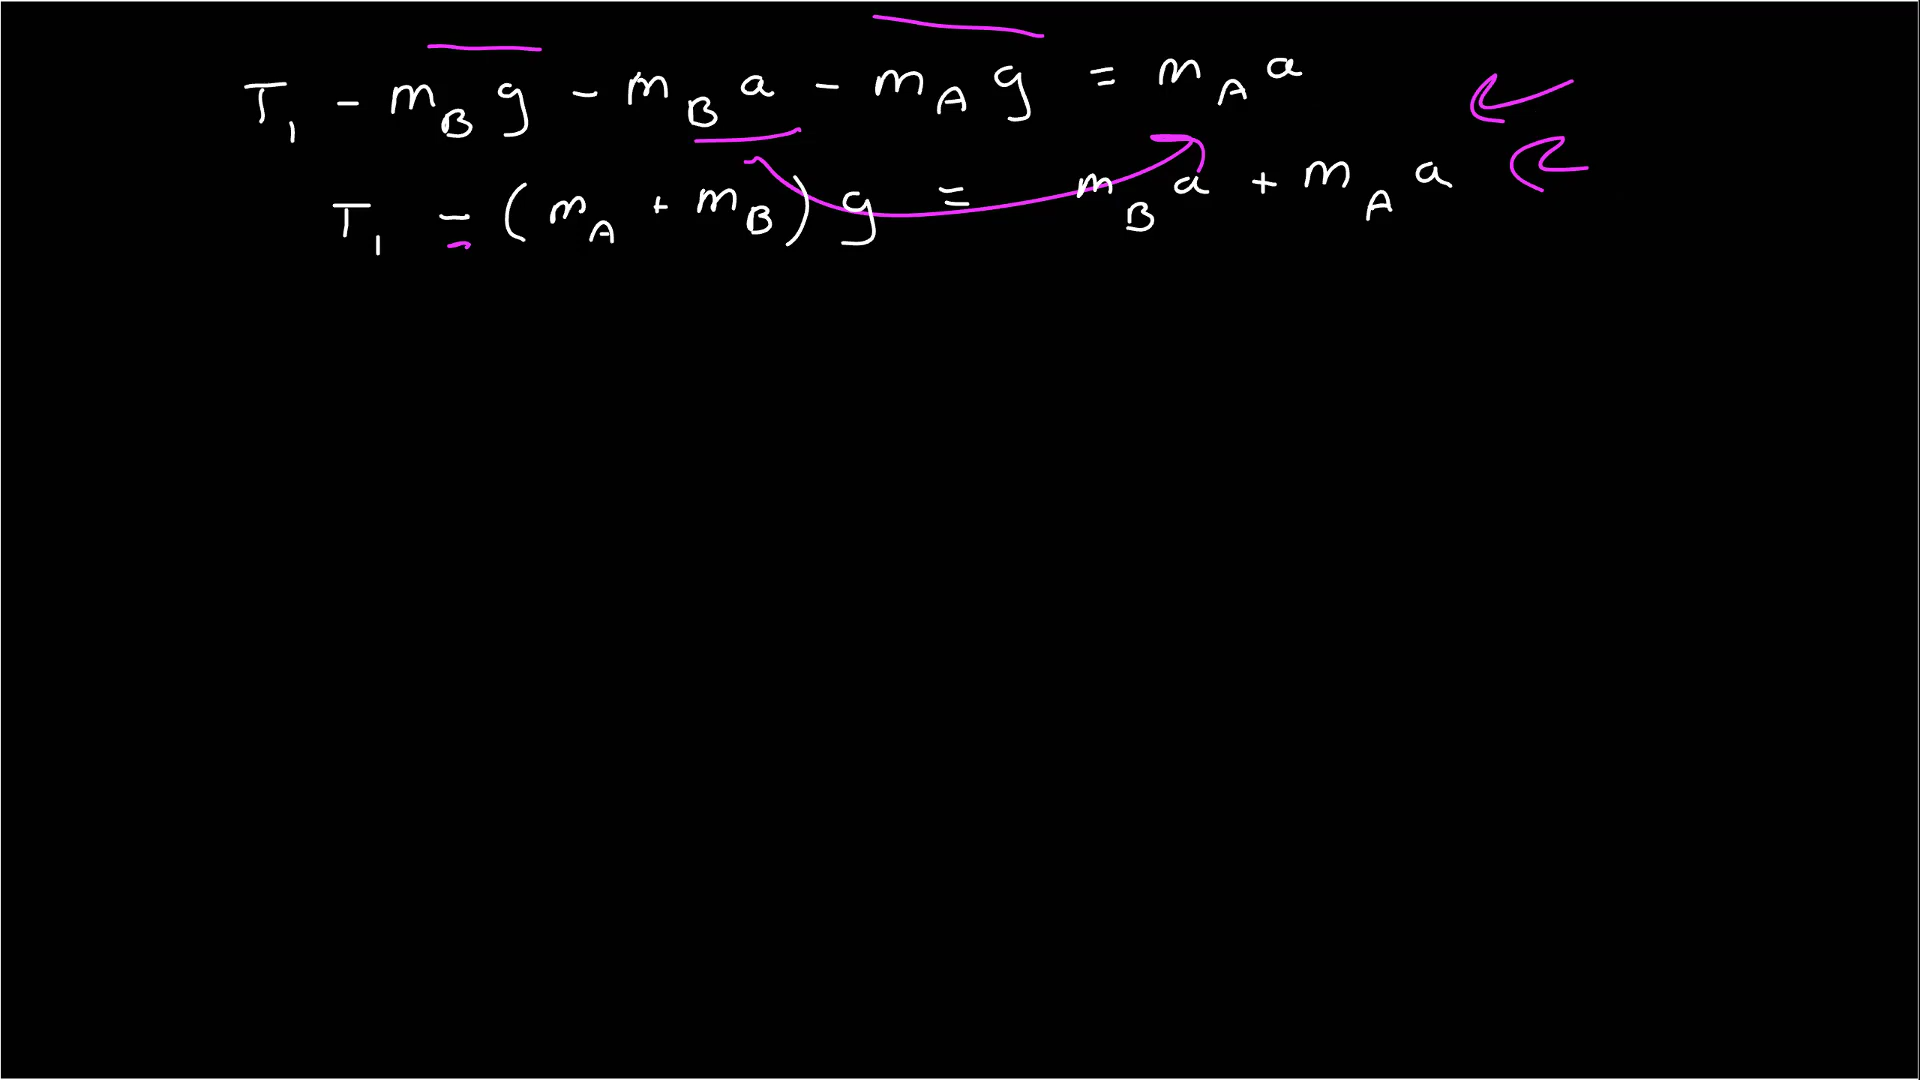 T₁ - m_B g - m_B a - m_A g = m_A a
T₁ - (m_A + m_B) g = m_B a + m_A a